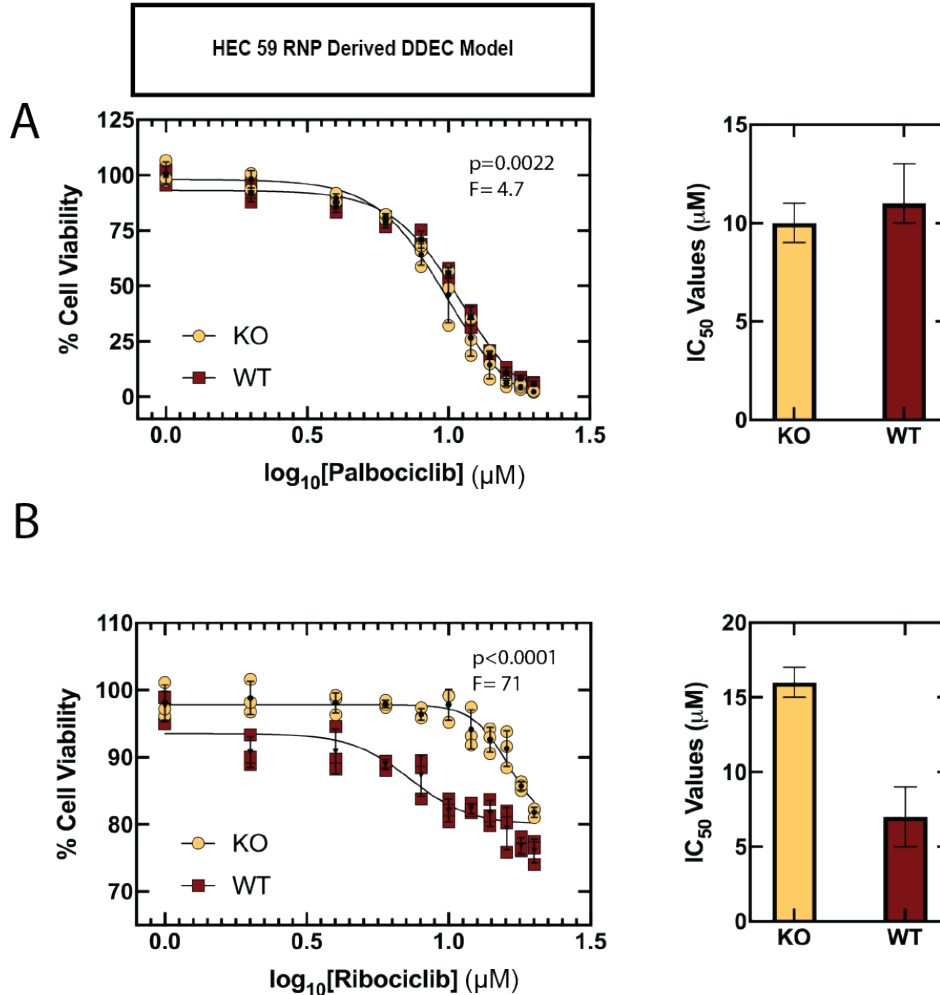 HEC 59 RNP Derived DDEC Model
A
125
100
75
50
25
0
% Cell Viability
p=0.0022
F= 4.7
KO
WT
0.0 0.5 1.0 1.5
log10[Palbociclib] (μM)
15
10
5
0
IC50 Values (μM)
KO WT
B
110
100
90
80
70
% Cell Viability
p<0.0001
F= 71
KO
WT
0.0 0.5 1.0 1.5
log10[Ribociclib] (μM)
20
15
10
5
0
IC50 Values (μM)
KO WT